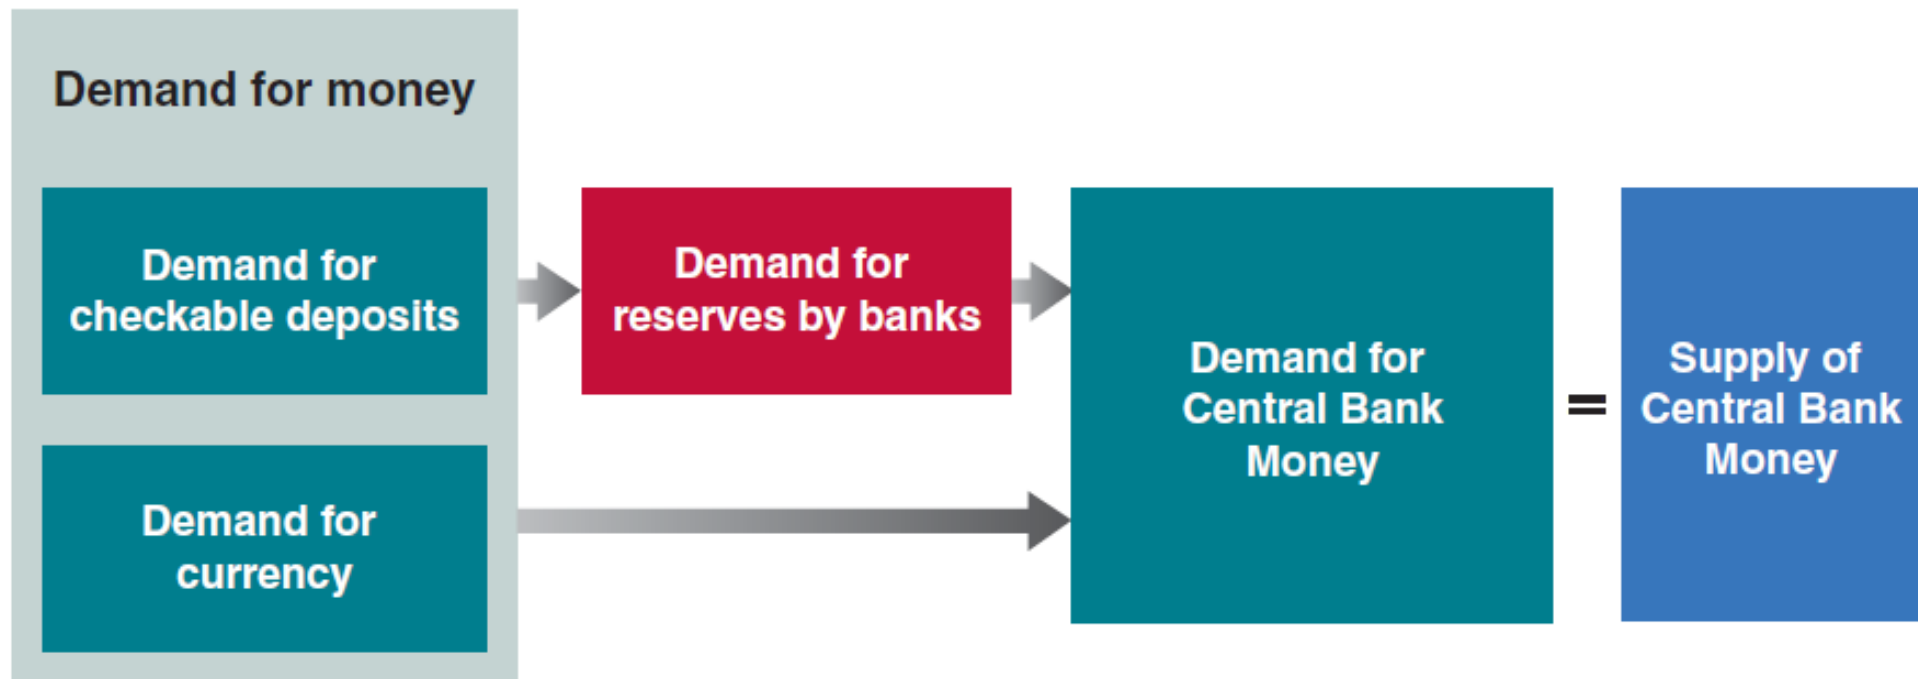 Demand for money
Demand for
checkable deposits
Demand for
currency
Demand for
reserves by banks
Demand for
Central Bank
Money
=
Supply of
Central Bank
Money